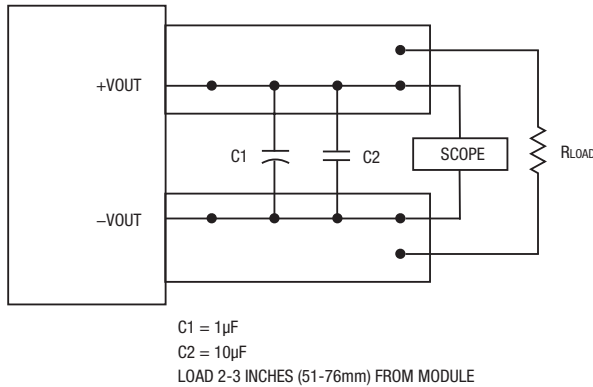 +VOUT
C1
C2
SCOPE
RLOAD
−VOUT
C1 = 1µF
C2 = 10µF
LOAD 2-3 INCHES (51-76mm) FROM MODULE